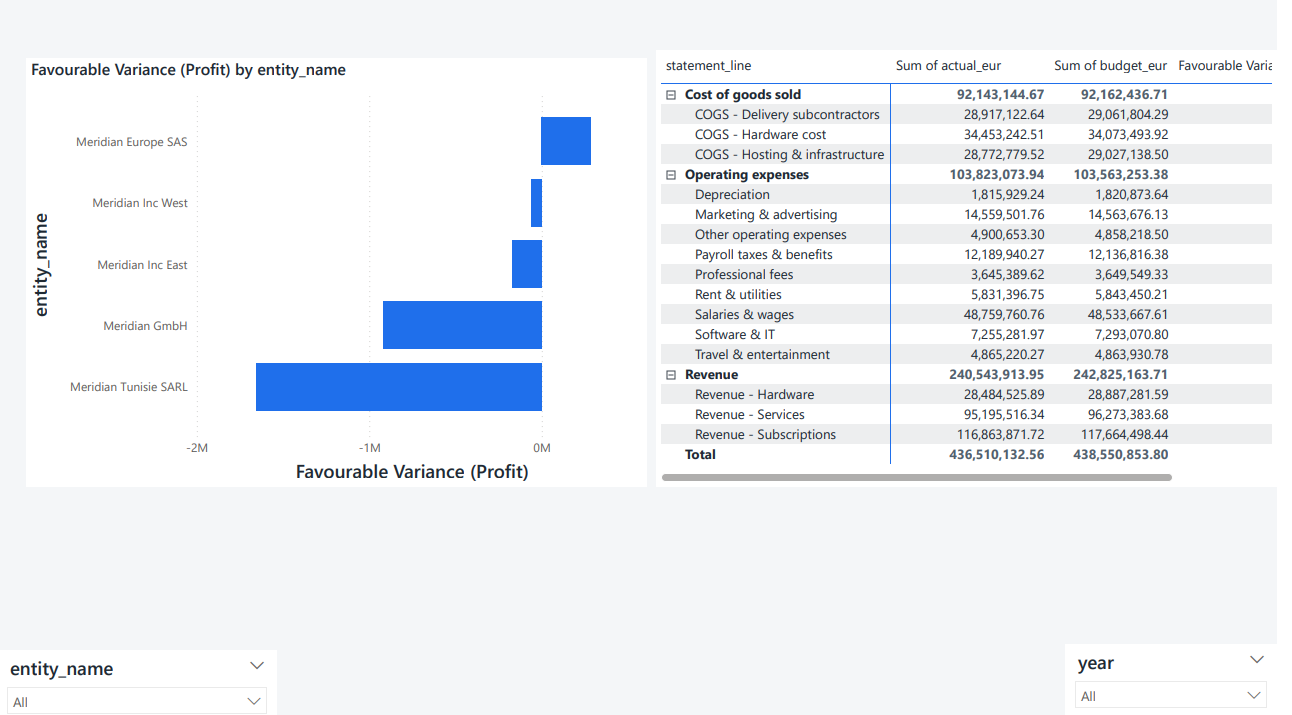 Favourable Variance (Profit) by entity_name
entity_name
Meridian Europe SAS
Meridian Inc West
Meridian Inc East
Meridian GmbH
Meridian Tunisie SARL
-2M -1M 0M
Favourable Variance (Profit)
statement_line Sum of actual_eur Sum of budget_eur Favourable Varia
Cost of goods sold 92,143,144.67 92,162,436.71
COGS - Delivery subcontractors 28,917,122.64 29,061,804.29
COGS - Hardware cost 34,453,242.51 34,073,493.92
COGS - Hosting & infrastructure 28,772,779.52 29,027,138.50
Operating expenses 103,823,073.94 103,563,253.38
Depreciation 1,815,929.24 1,820,873.64
Marketing & advertising 14,559,501.76 14,563,676.13
Other operating expenses 4,900,653.30 4,858,218.50
Payroll taxes & benefits 12,189,940.27 12,136,816.38
Professional fees 3,645,389.62 3,649,549.33
Rent & utilities 5,831,396.75 5,843,450.21
Salaries & wages 48,759,760.76 48,533,667.61
Software & IT 7,255,281.97 7,293,070.80
Travel & entertainment 4,865,220.27 4,863,930.78
Revenue 240,543,913.95 242,825,163.71
Revenue - Hardware 28,484,525.89 28,887,281.59
Revenue - Services 95,195,516.34 96,273,383.68
Revenue - Subscriptions 116,863,871.72 117,664,498.44
Total 436,510,132.56 438,550,853.80
entity_name
All
year
All